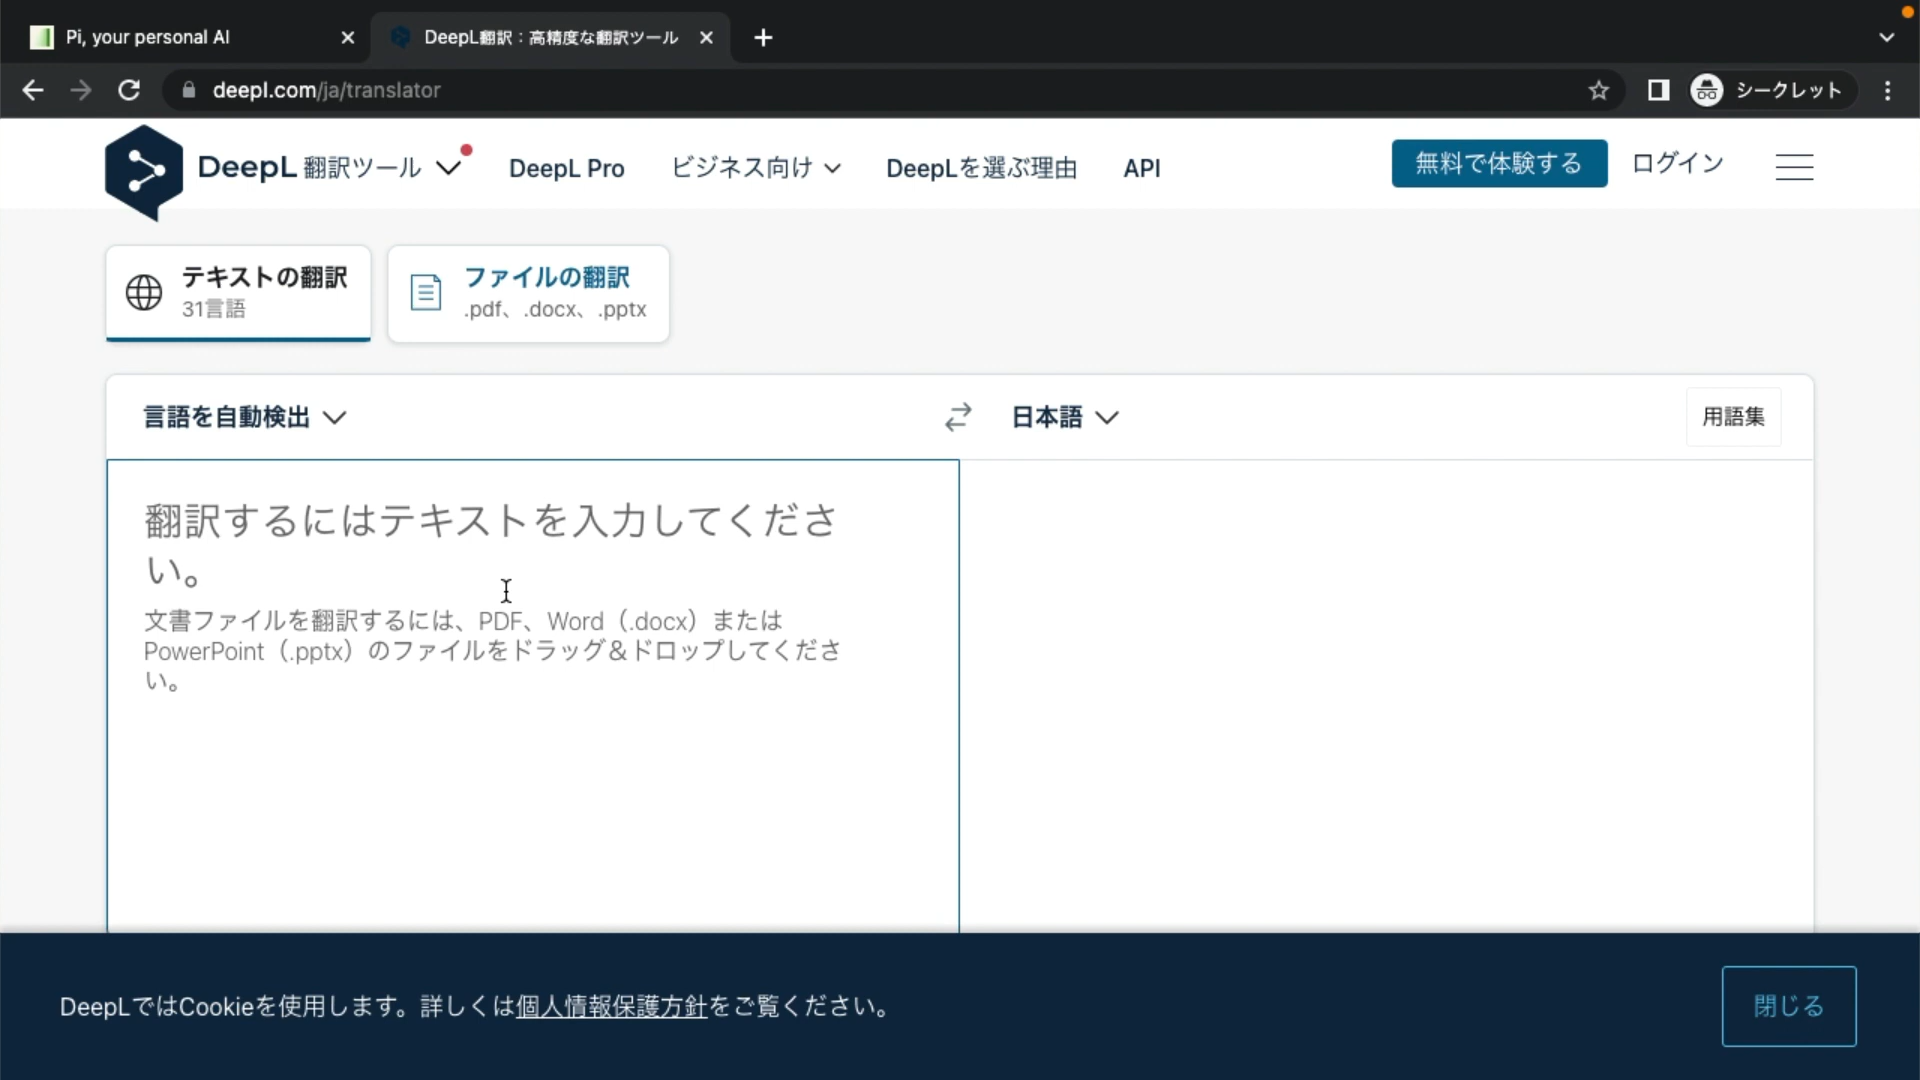 Pi, your personal AI
DeepL翻訳：高精度な翻訳ツール
deepl.com/ja/translator
シークレット
DeepL 翻訳ツール
DeepL Pro
ビジネス向け
DeepLを選ぶ理由
API
無料で体験する
ログイン
テキストの翻訳
31言語
ファイルの翻訳
.pdf、.docx、.pptx
言語を自動検出
日本語
用語集
翻訳するにはテキストを入力してくださ
い。
文書ファイルを翻訳するには、PDF、Word（.docx）または
PowerPoint（.pptx）のファイルをドラッグ＆ドロップしてくださ
い。
DeepLではCookieを使用します。詳しくは個人情報保護方針をご覧ください。
閉じる